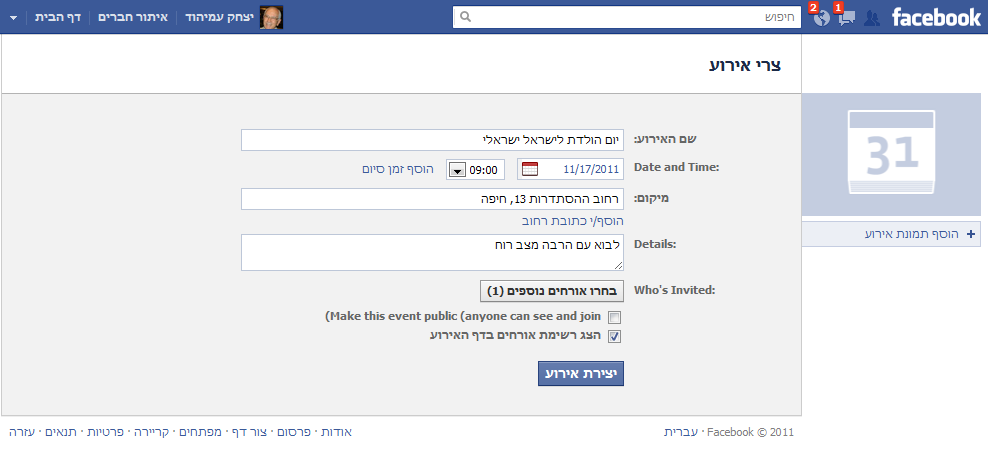 facebook 1 2 חיפוש יצחק עמיהוד איתור חברים דף הבית
צרי אירוע
31
הוסף תמונת אירוע +
שם האירוע: יום הולדת לישראל ישראלי
Date and Time: 11/17/2011 09:00 הוסף זמן סיום
מיקום: רחוב ההסתדרות 13, חיפה
הוסף/י כתובת רחוב
Details: לבוא עם הרבה מצב רוח
Who's Invited: בחרו אורחים נוספים (1)
(Make this event public (anyone can see and join
הצג רשימת אורחים בדף האירוע
יצירת אירוע
Facebook © 2011 · עברית
אודות · פרסום · צור דף · מפתחים · קריירה · פרטיות · תנאים · עזרה